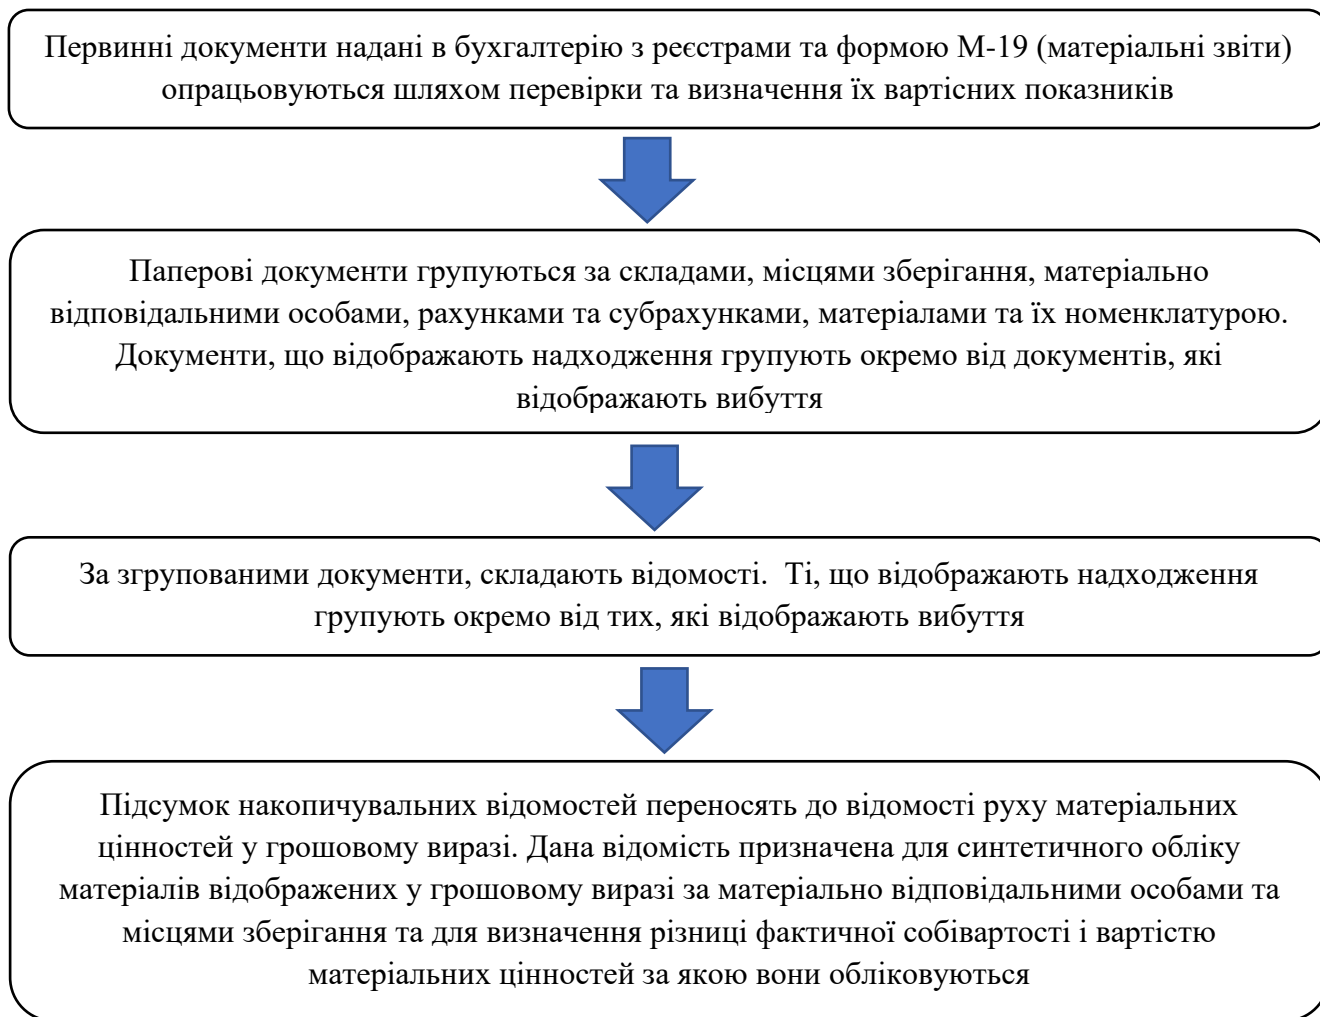 Первинні документи надані в бухгалтерію з реєстрами та формою М-19 (матеріальні звіти)
опрацьовуються шляхом перевірки та визначення їх вартісних показників
Паперові документи групуються за складами, місцями зберігання, матеріально
відповідальними особами, рахунками та субрахунками, матеріалами та їх номенклатурою.
Документи, що відображають надходження групують окремо від документів, які
відображають вибуття
За згрупованими документи, складають відомості.  Ті, що відображають надходження
групують окремо від тих, які відображають вибуття
Підсумок накопичувальних відомостей переносять до відомості руху матеріальних
цінностей у грошовому виразі. Дана відомість призначена для синтетичного обліку
матеріалів відображених у грошовому виразі за матеріально відповідальними особами та
місцями зберігання та для визначення різниці фактичної собівартості і вартістю
матеріальних цінностей за якою вони обліковуються